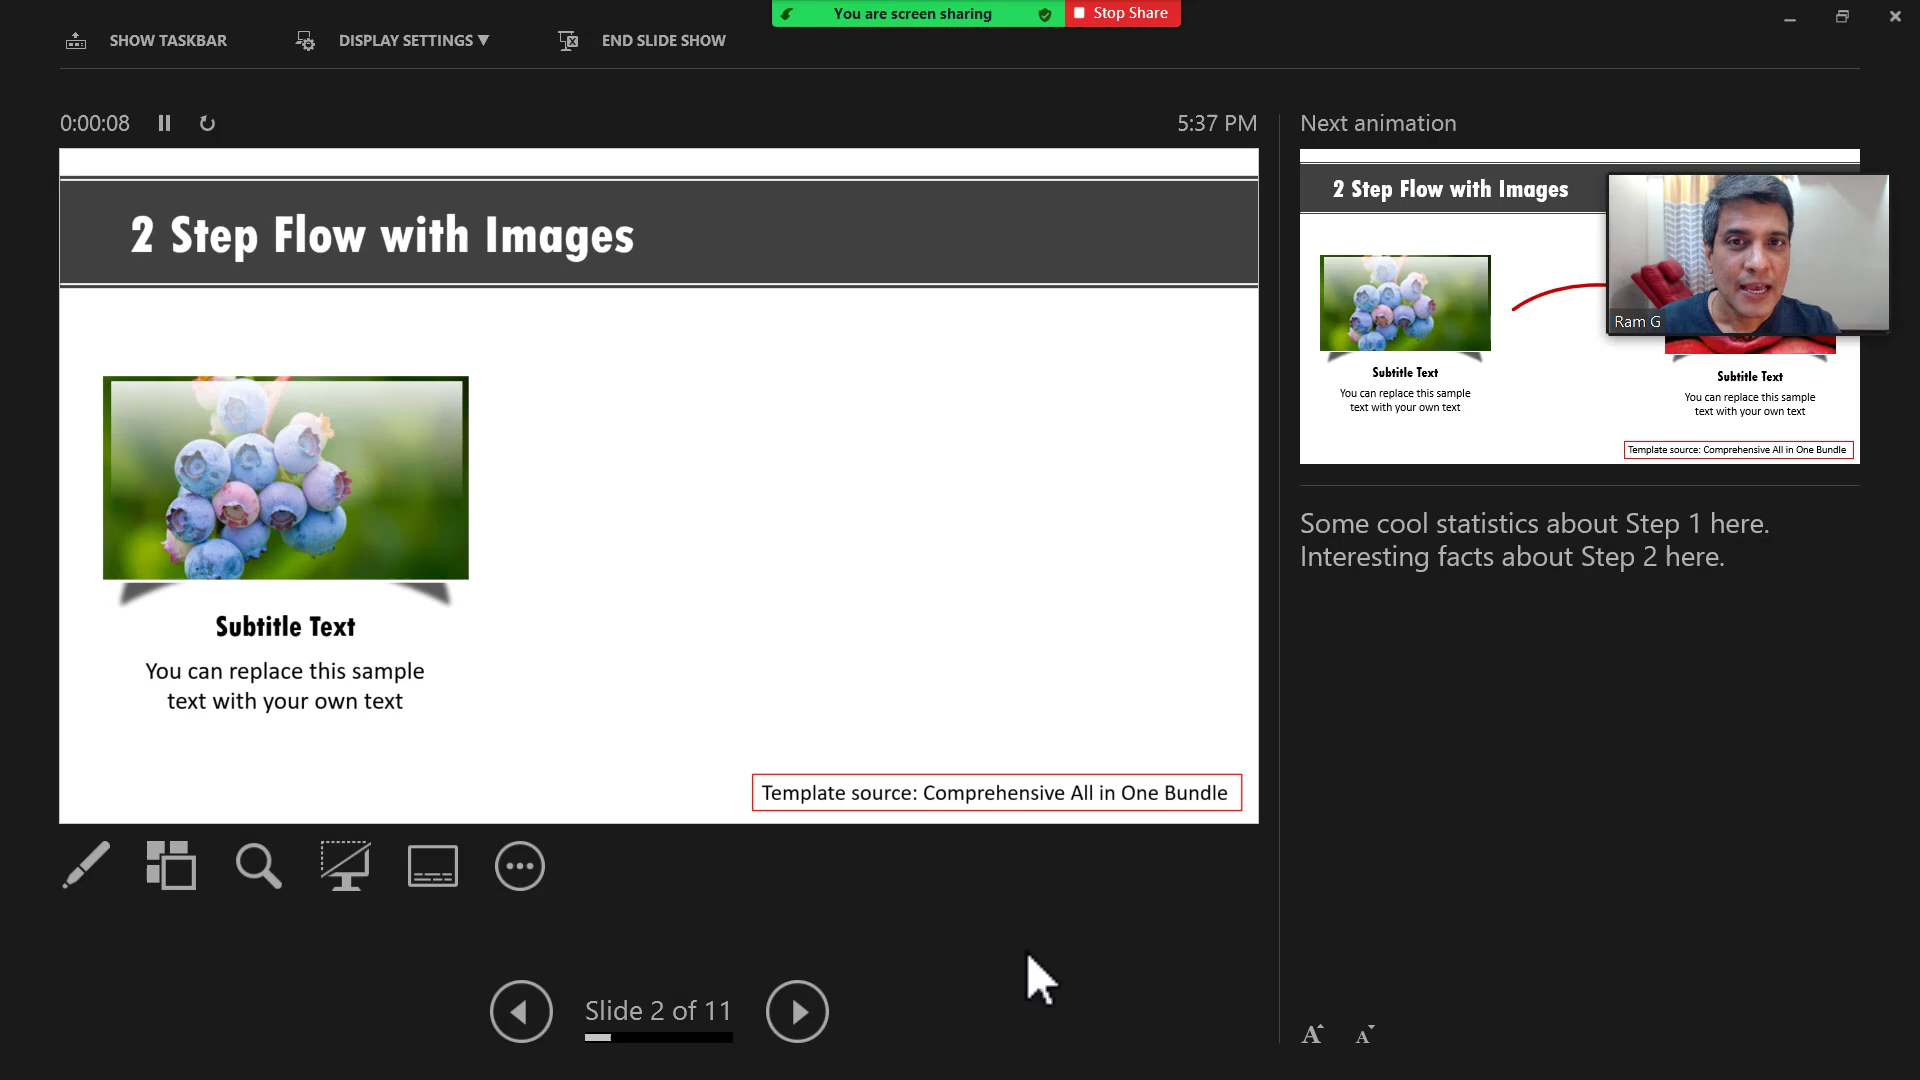 You are screen sharing
Stop Share
SHOW TASKBAR
DISPLAY SETTINGS ▼
END SLIDE SHOW
0:00:08
5:37 PM
2 Step Flow with Images
Subtitle Text
You can replace this sample
text with your own text
Template source: Comprehensive All in One Bundle
Slide 2 of 11
Next animation
2 Step Flow with Images
Ram G
Subtitle Text
You can replace this sample
text with your own text
Subtitle Text
You can replace this sample
text with your own text
Template source: Comprehensive All in One Bundle
Some cool statistics about Step 1 here.
Interesting facts about Step 2 here.
A A